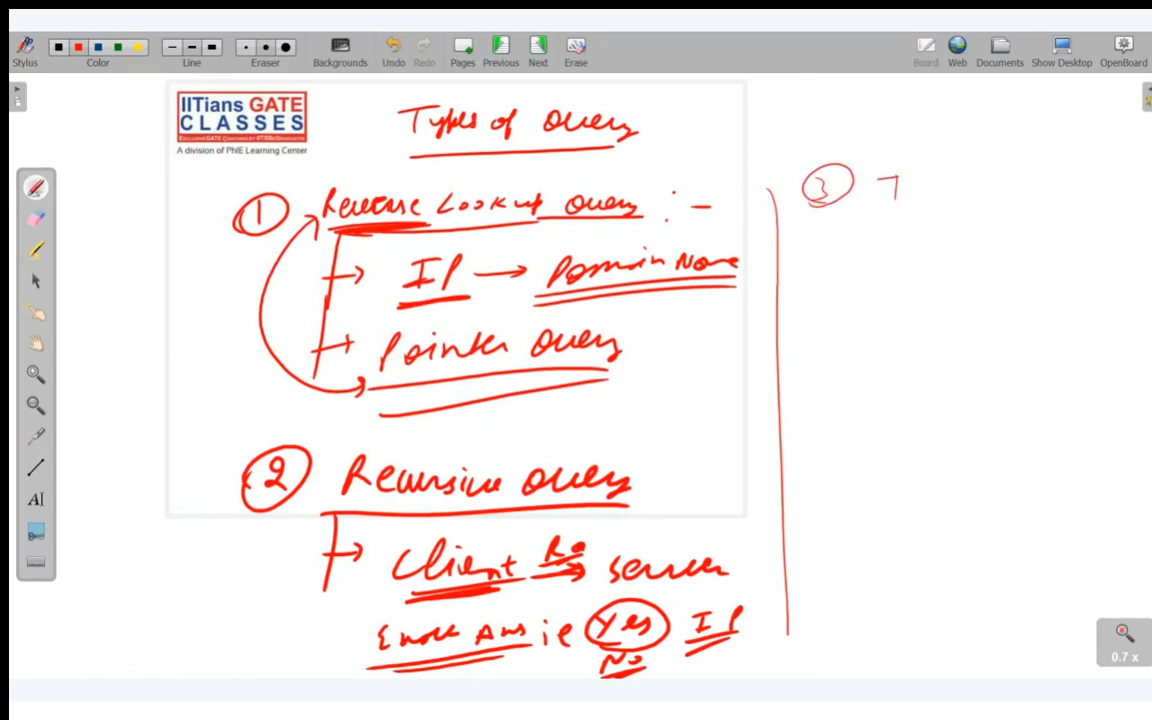 Stylus
Color
Line
Eraser
Backgrounds
Undo
Redo
Pages
Previous
Next
Erase
Board
Web
Documents
Show Desktop
OpenBoard
IITians GATE
CLASSES
A division of PhIE Learning Center
Types of Query
① Reverse Lookup Query :-
→ IP → Domain Name
→ Pointer Query
② Recursive Query
→ Client RQ → Server
Exact Ans ie Yes IP
No
③ T
AI
0.7 x